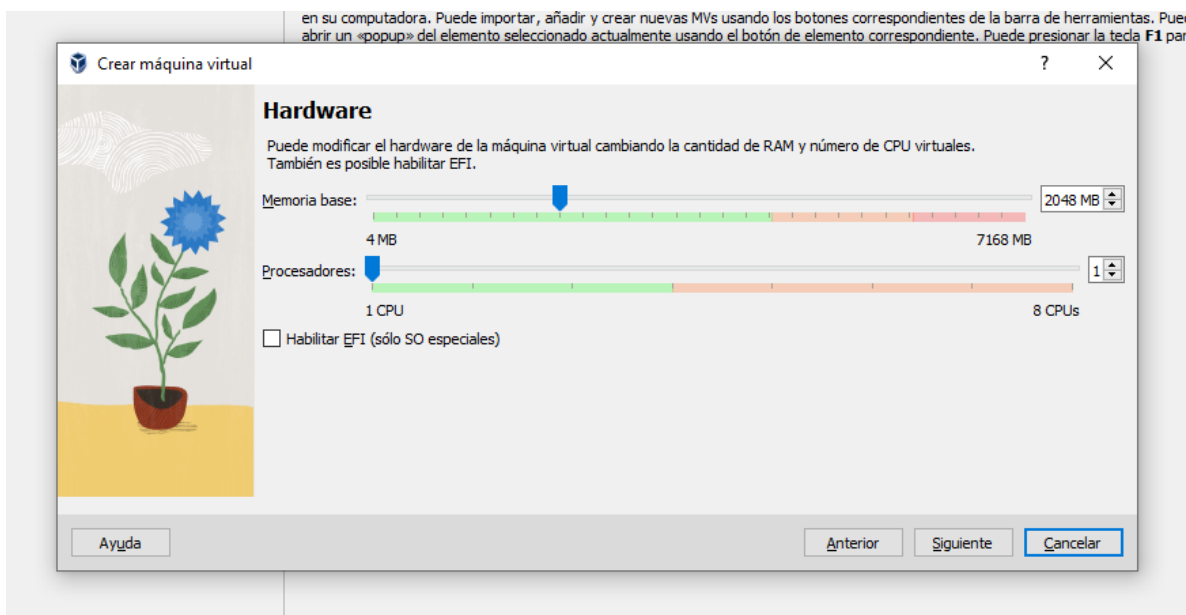 en su computadora. Puede importar, añadir y crear nuevas MVs usando los botones correspondientes de la barra de herramientas.
abrir un «popup» del elemento seleccionado actualmente usando el botón de elemento correspondiente. Puede presionar la tecla F1
Crear máquina virtual
?
Hardware
Puede modificar el hardware de la máquina virtual cambiando la cantidad de RAM y número de CPU virtuales.
También es posible habilitar EFI.
Memoria base: 2048 MB
4 MB 7168 MB
Procesadores: 1
1 CPU 8 CPUs
Habilitar EFI (sólo SO especiales)
Ayuda Anterior Siguiente Cancelar